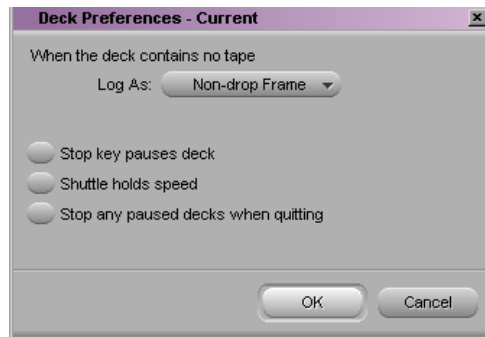 Deck Preferences - Current
When the deck contains no tape
Log As: Non-drop Frame
Stop key pauses deck
Shuttle holds speed
Stop any paused decks when quitting
OK Cancel